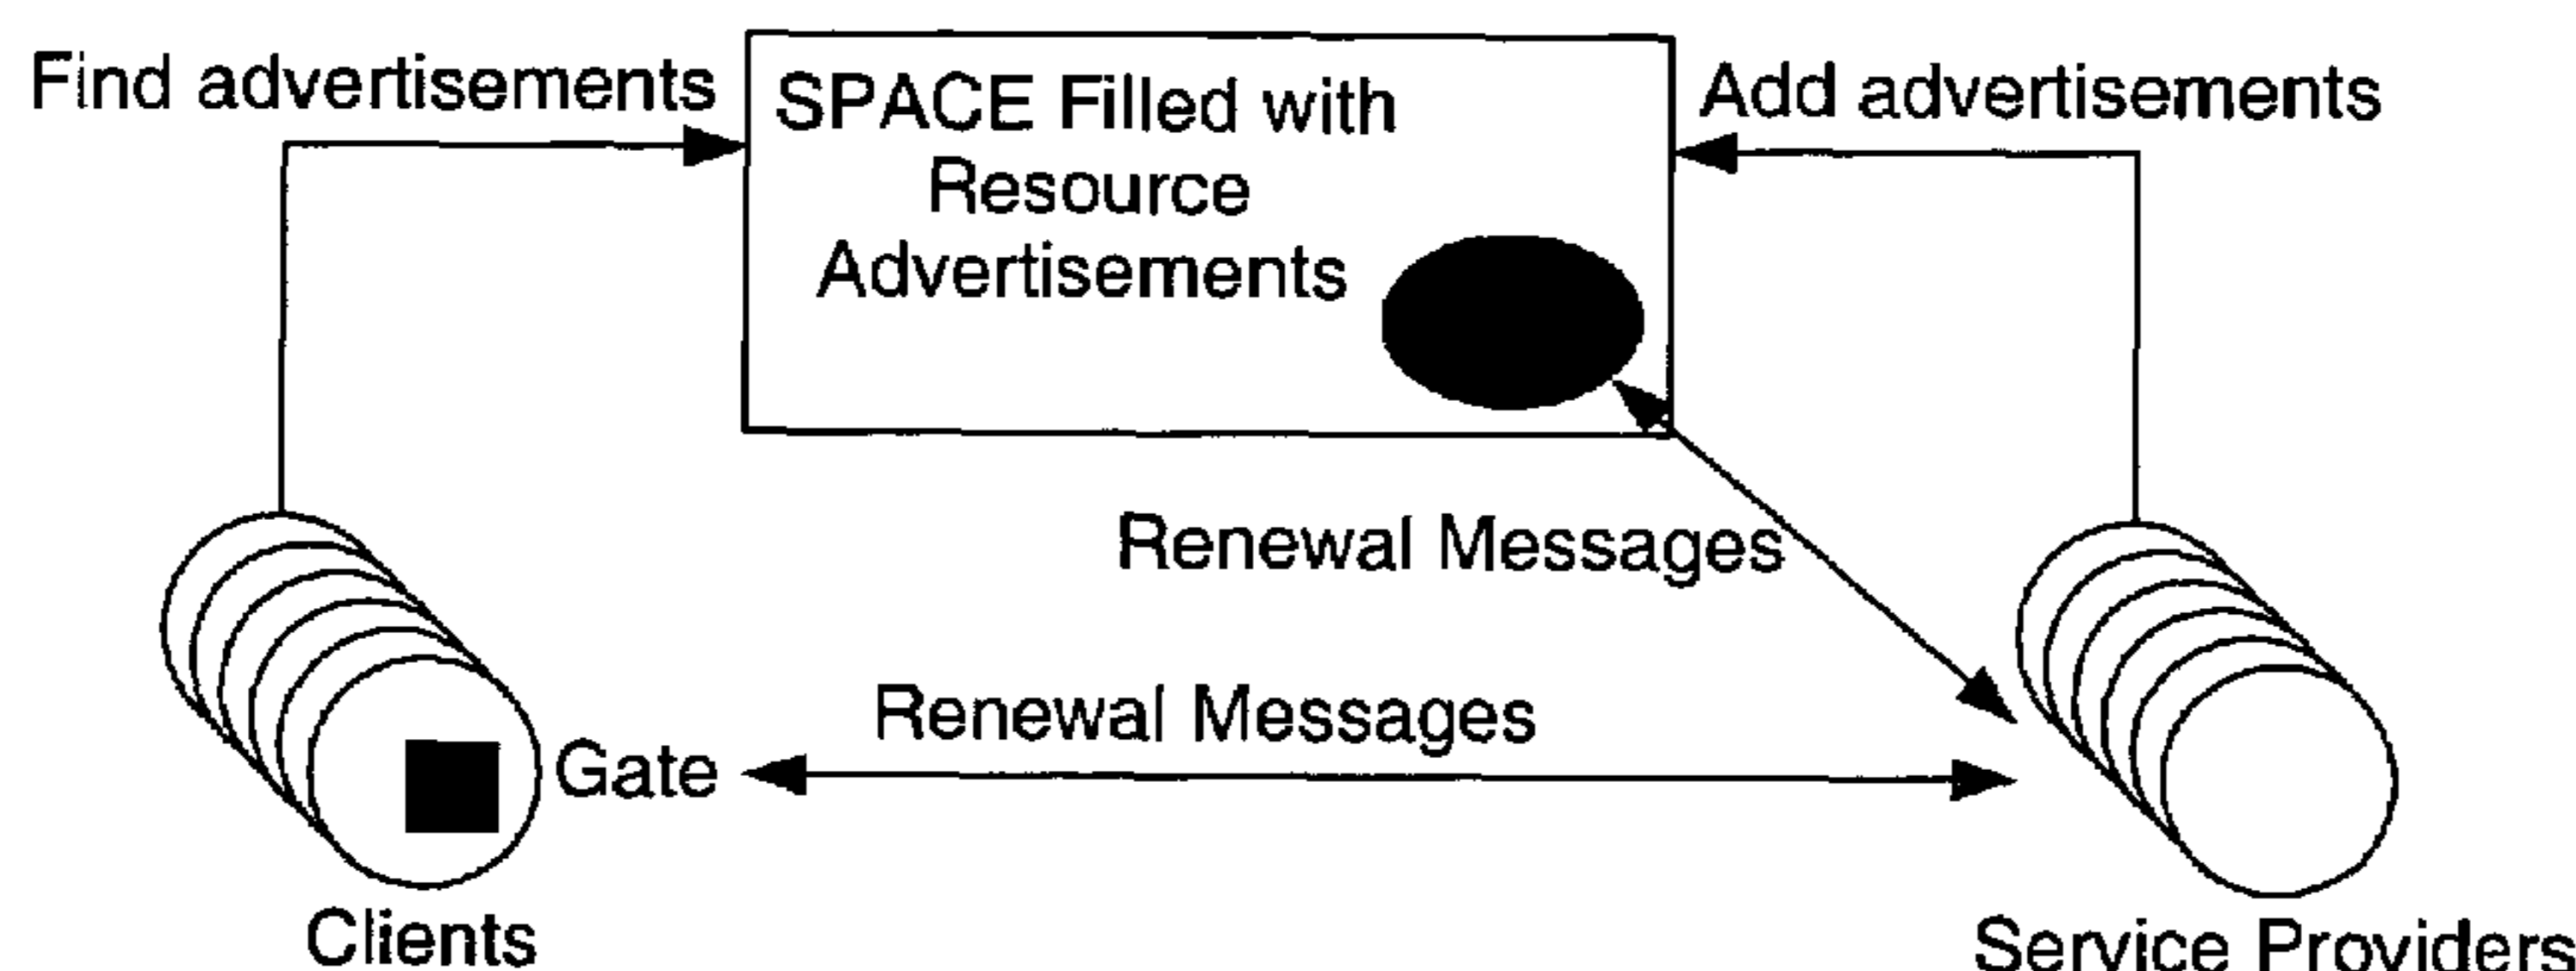 Find advertisements
SPACE Filled with
Resource
Advertisements
Add advertisements
Renewal Messages
Renewal Messages
Gate
Clients
Service Providers